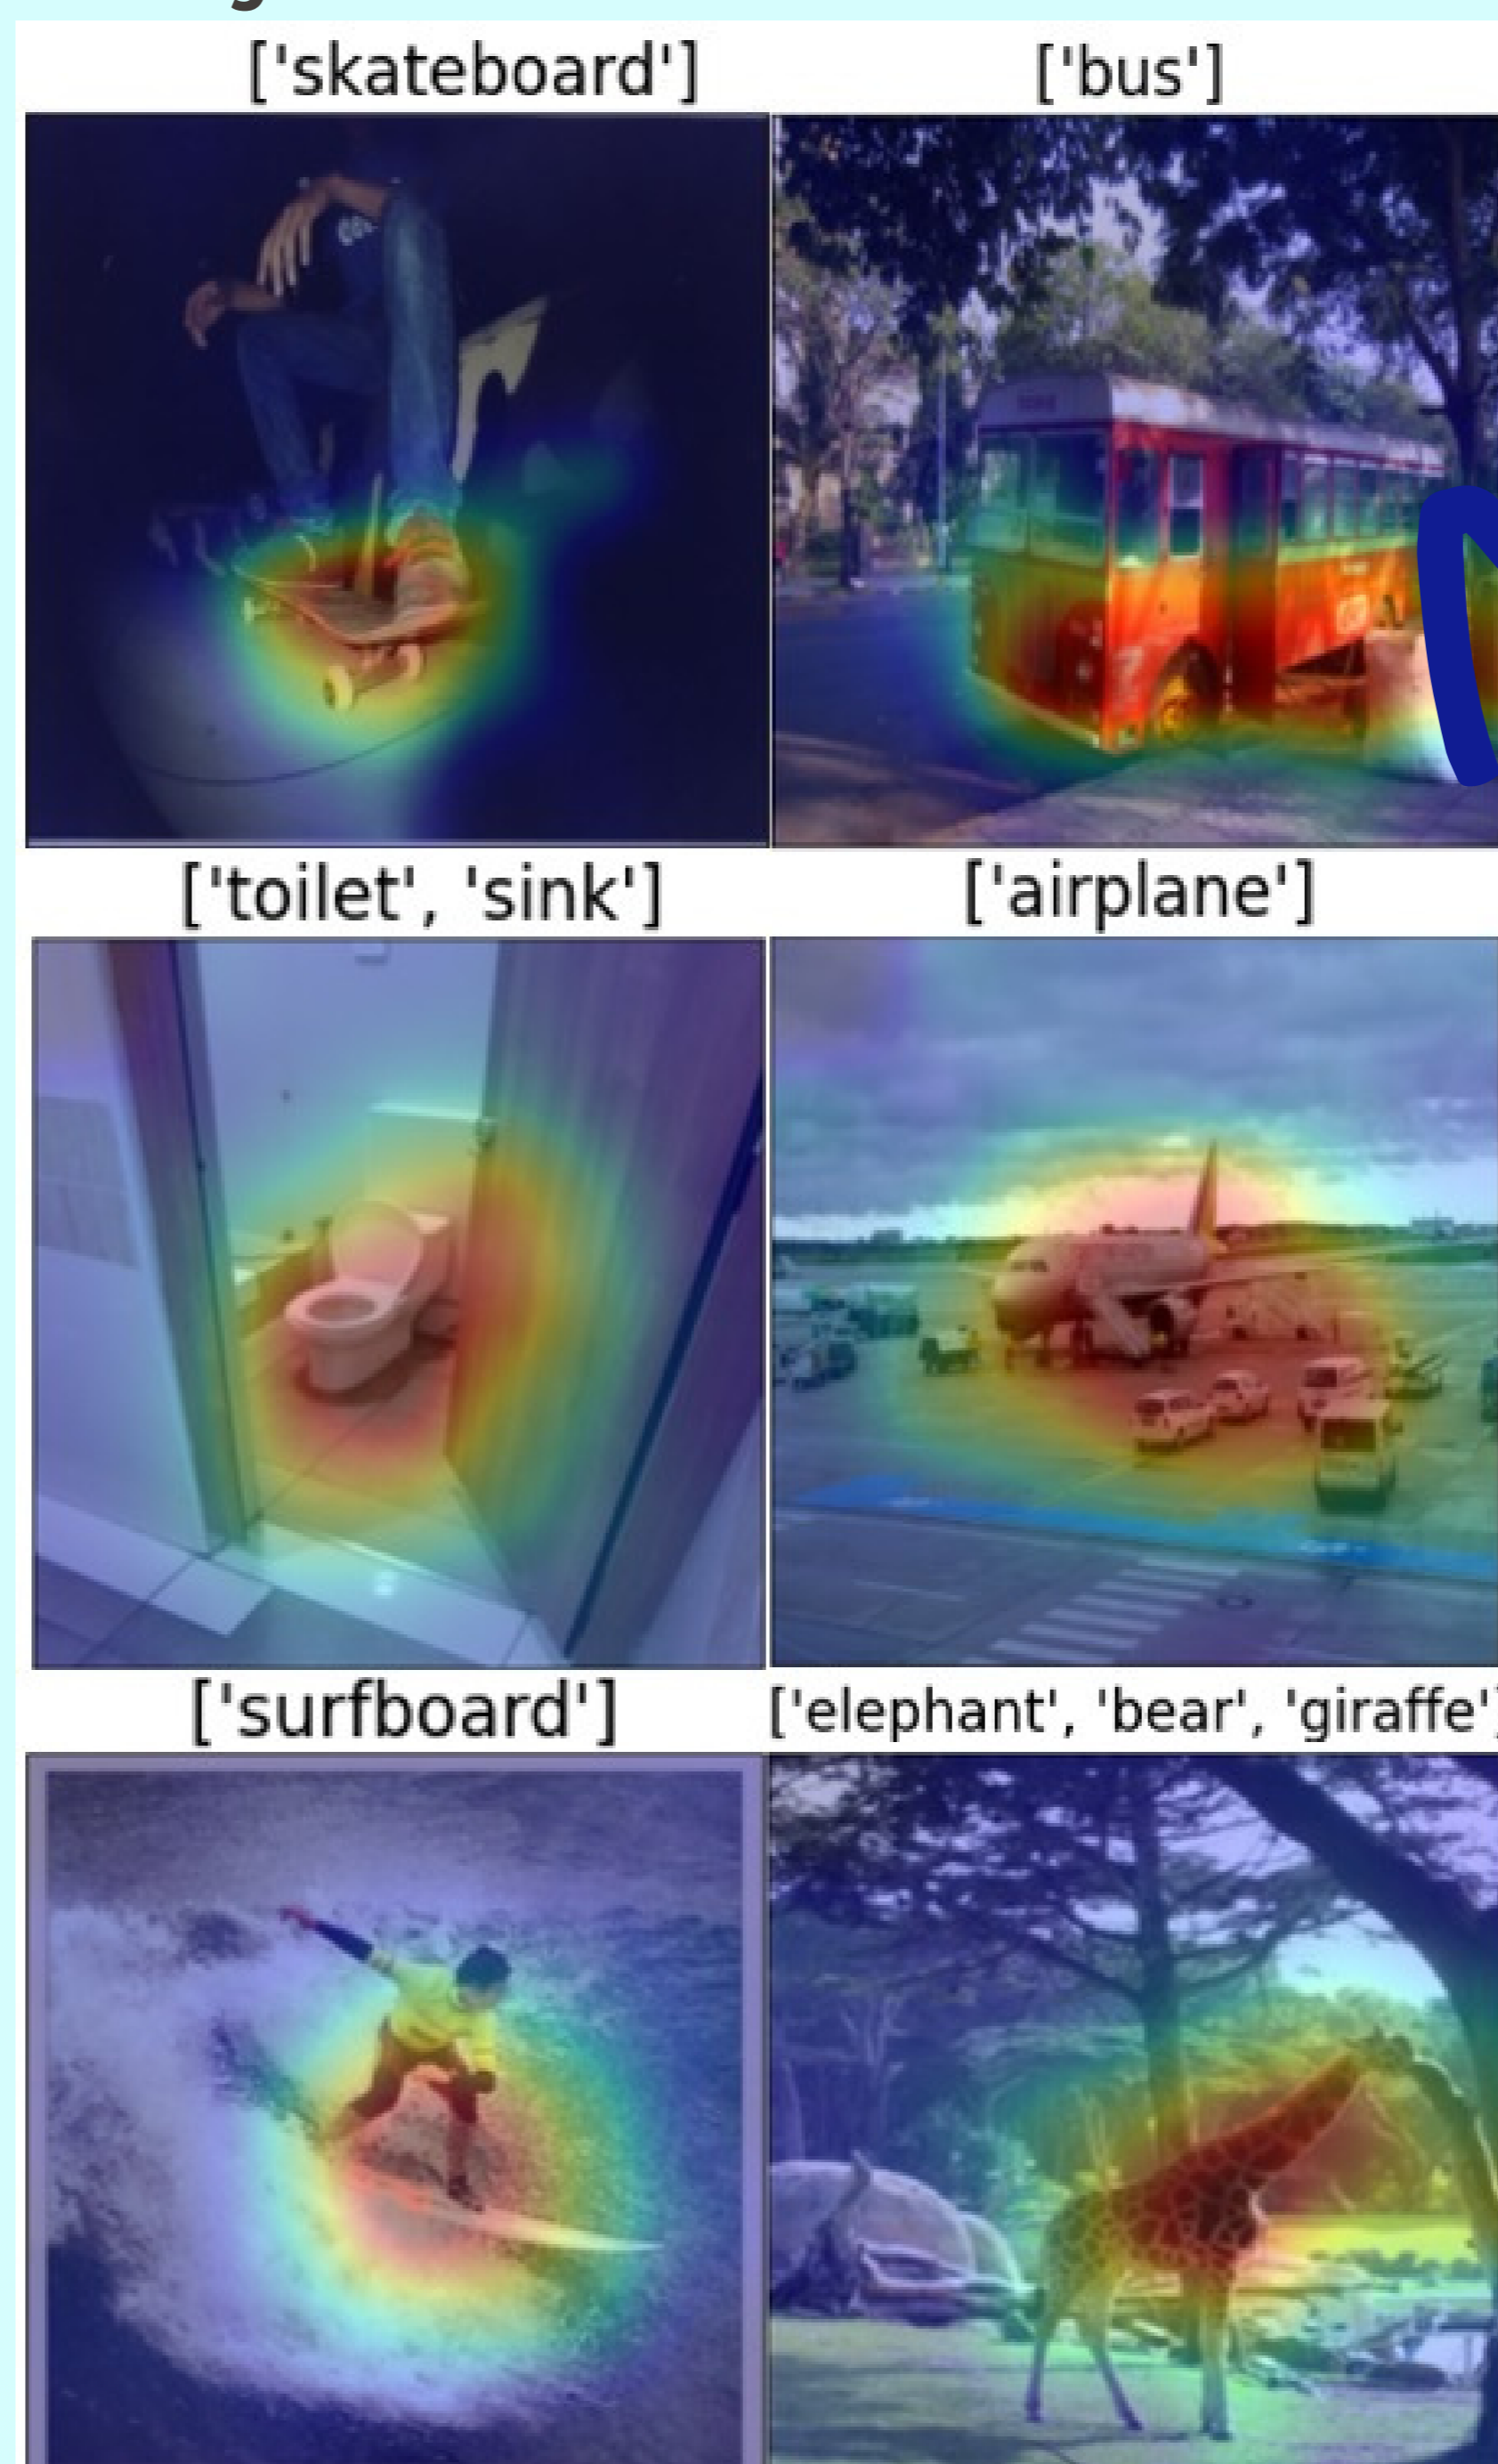 ['skateboard']
['bus']
['toilet', 'sink']
['airplane']
['surfboard']
['elephant', 'bear', 'giraffe']